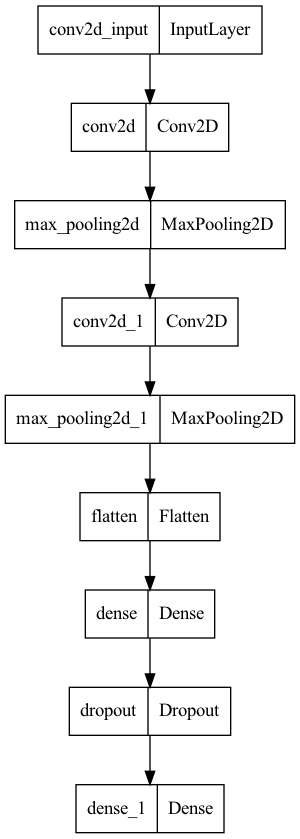 conv2d_input InputLayer
conv2d Conv2D
max_pooling2d MaxPooling2D
conv2d_1 Conv2D
max_pooling2d_1 MaxPooling2D
flatten Flatten
dense Dense
dropout Dropout
dense_1 Dense